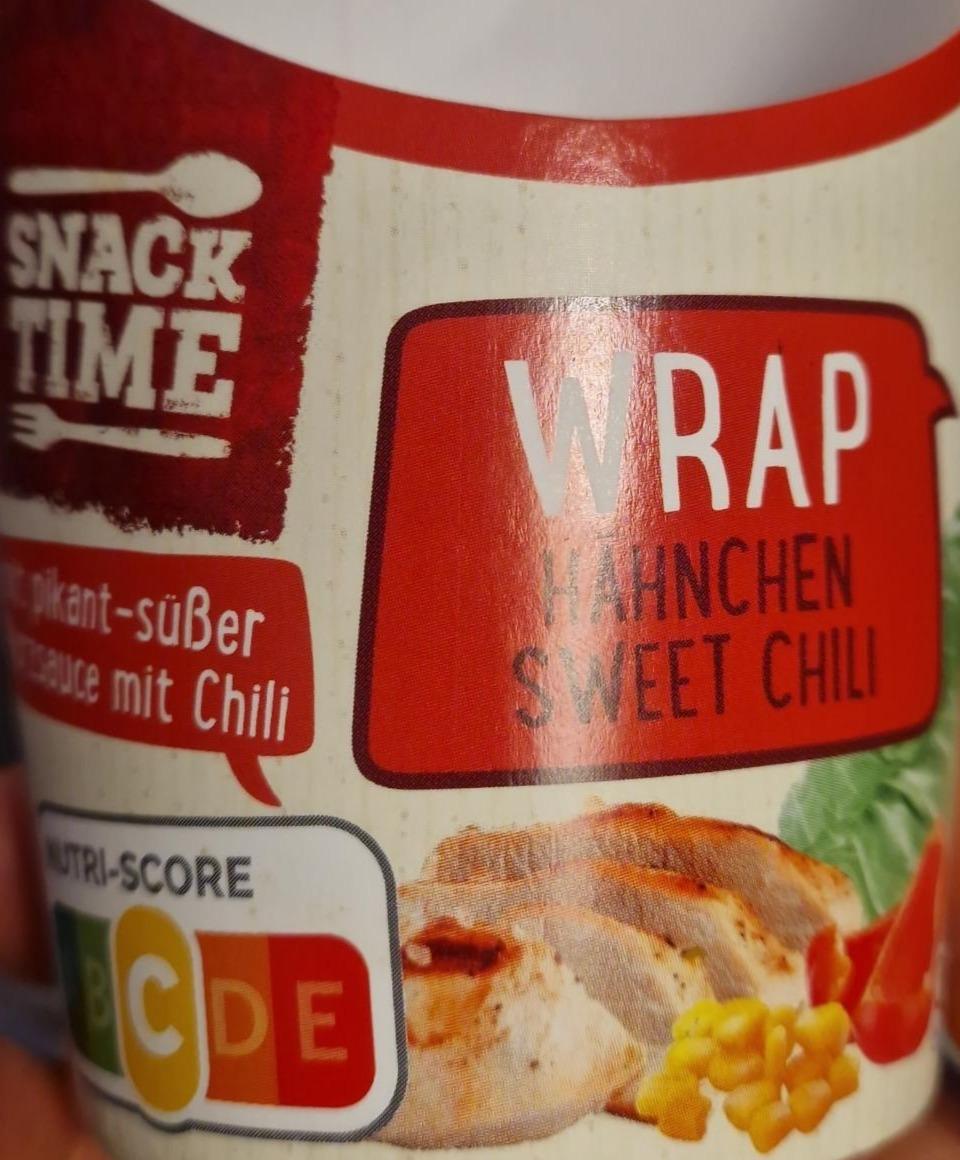 SNACK
TIME
WRAP
HÄHNCHEN
SWEET CHILI
pikant-süßer
mit Chili
NUTRI-SCORE
B C D E